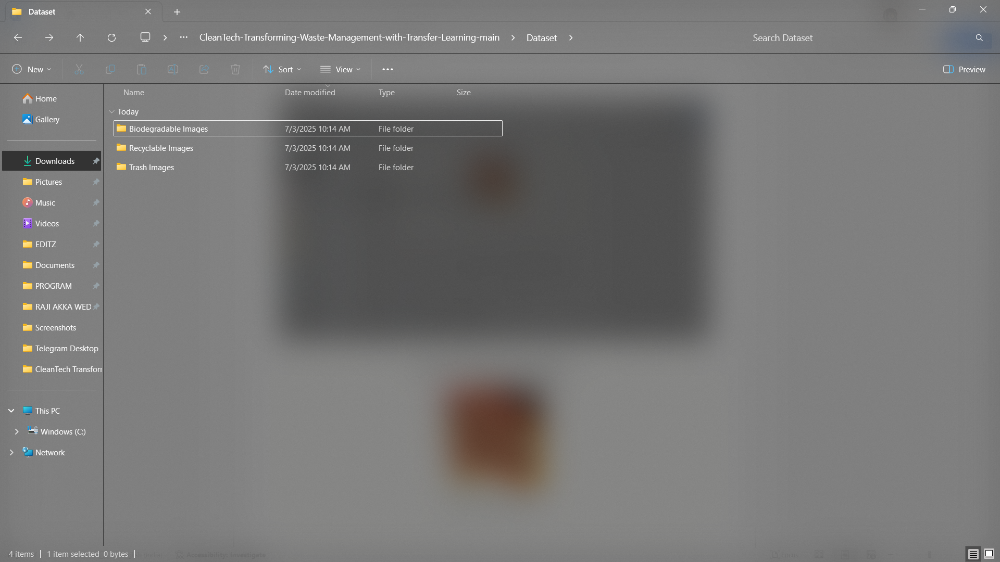 Dataset
CleanTech-Transforming-Waste-Management-with-Transfer-Learning-main
Dataset
Search Dataset
New
Sort
View
Preview
Name
Date modified
Type
Size
Home
Gallery
Downloads
Pictures
Music
Videos
EDITZ
Documents
PROGRAM
RAJI AKKA WED
Screenshots
Telegram Desktop
CleanTech Transfor
This PC
Windows (C:)
Network
Today
Biodegradable Images 7/3/2025 10:14 AM File folder
Recyclable Images 7/3/2025 10:14 AM File folder
Trash Images 7/3/2025 10:14 AM File folder
4 items 1 item selected 0 bytes
Accessibility: Investigate
Focus